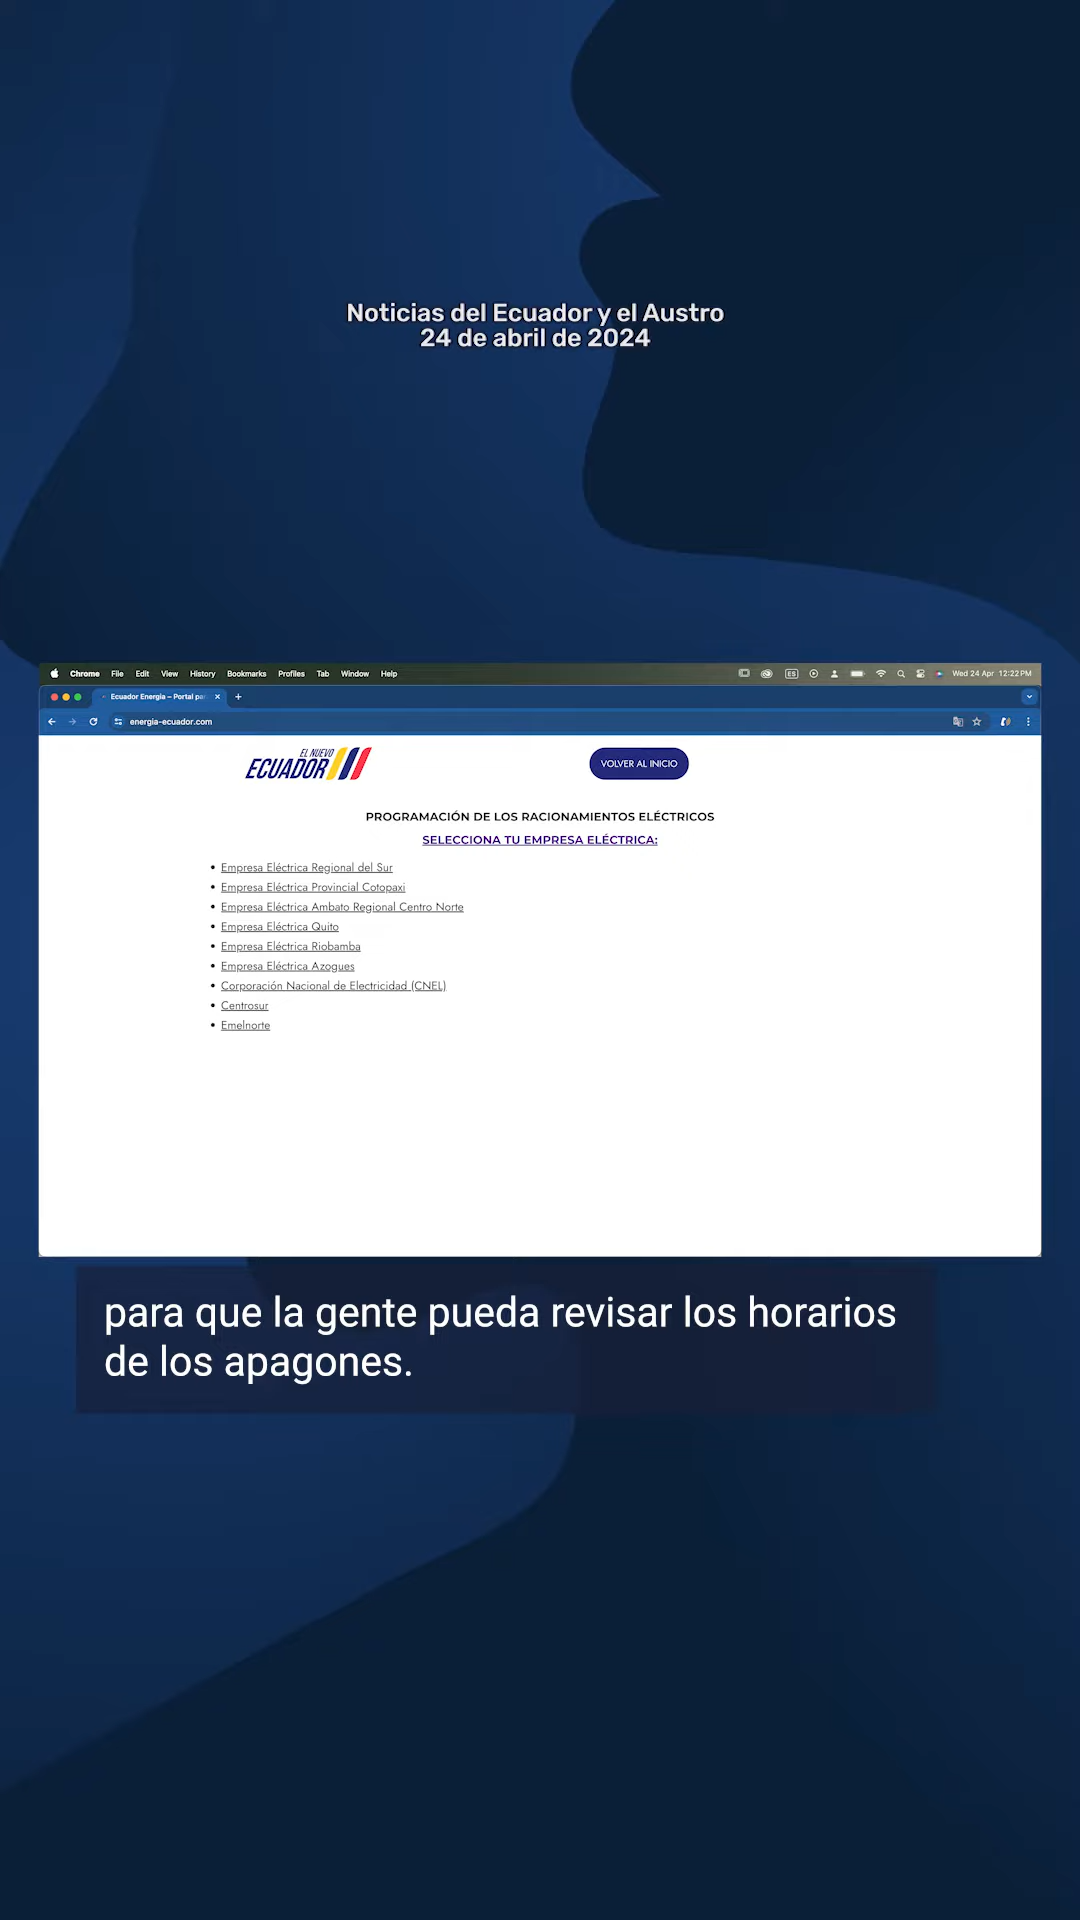 Noticias del Ecuador y el Austro
24 de abril de 2024
Chrome File Edit View History Bookmarks Profiles Tab Window Help ES Wed 24 Apr 12:22 PM
Ecuador Energía – Portal par
energia-ecuador.com
EL NUEVO
ECUADOR
VOLVER AL INICIO
PROGRAMACIÓN DE LOS RACIONAMIENTOS ELÉCTRICOS
SELECCIONA TU EMPRESA ELÉCTRICA:
• Empresa Eléctrica Regional del Sur
• Empresa Eléctrica Provincial Cotopaxi
• Empresa Eléctrica Ambato Regional Centro Norte
• Empresa Eléctrica Quito
• Empresa Eléctrica Riobamba
• Empresa Eléctrica Azogues
• Corporación Nacional de Electricidad (CNEL)
• Centrosur
• Emelnorte
para que la gente pueda revisar los horarios
de los apagones.